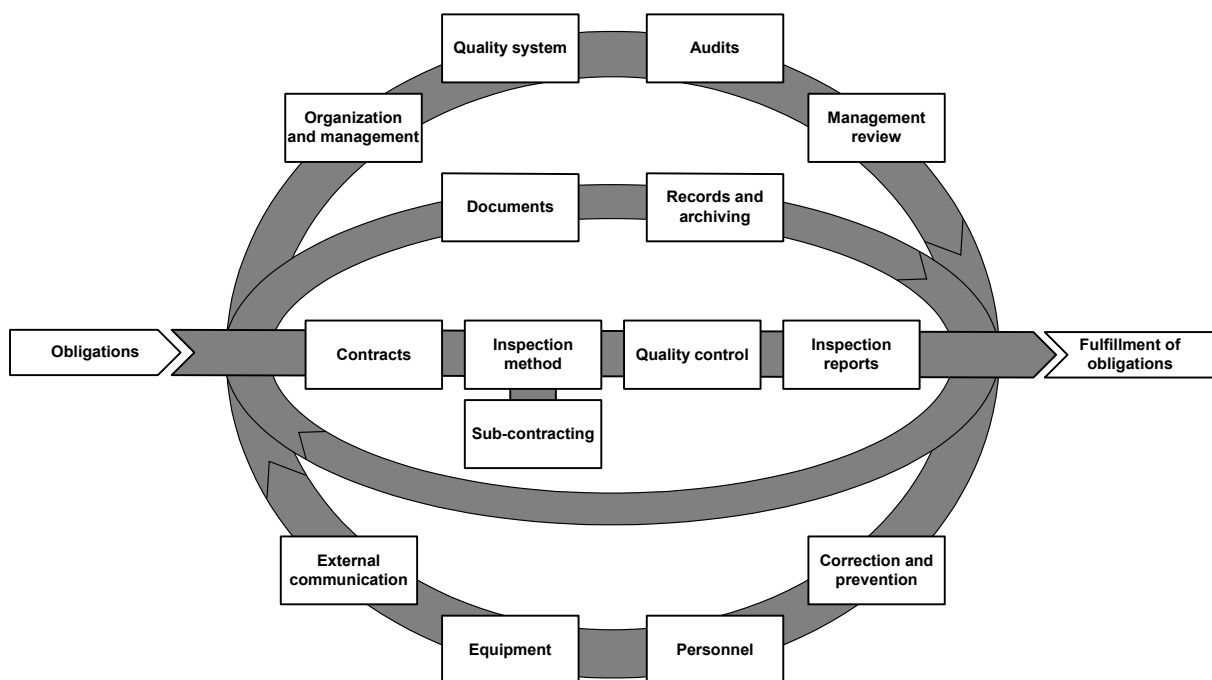 Quality system
Audits
Organization
and management
Management
review
Documents
Records and
archiving
Obligations
Contracts
Inspection
method
Quality control
Inspection
reports
Fulfillment of
obligations
Sub-contracting
External
communication
Correction and
prevention
Equipment
Personnel